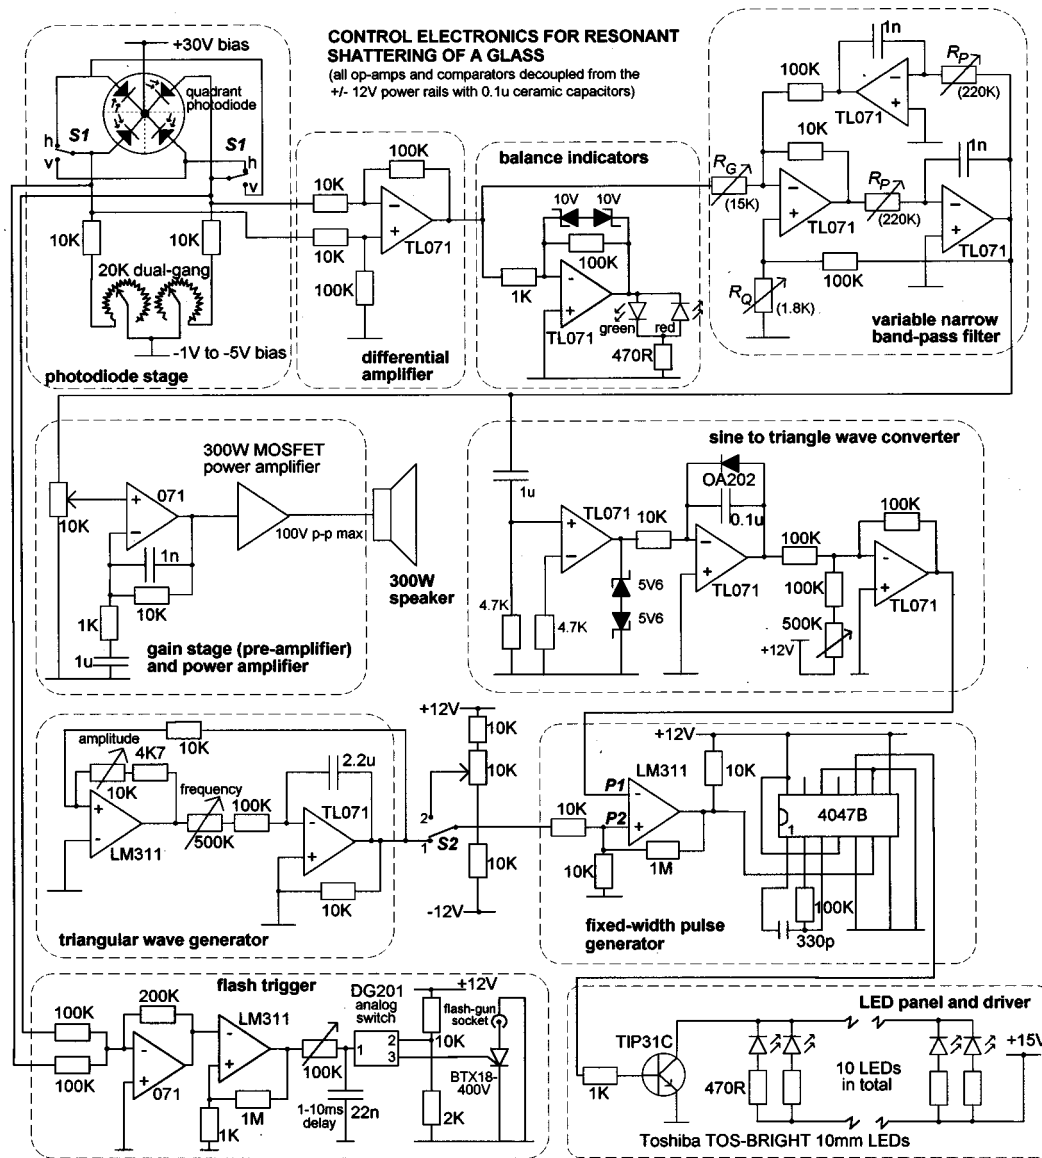 CONTROL ELECTRONICS FOR RESONANT
SHATTERING OF A GLASS
(all op-amps and comparators decoupled from the
+/- 12V power rails with 0.1u ceramic capacitors)
+30V bias
quadrant
photodiode
S1
h
v
S1
h
v
10K
10K
20K dual-gang
-1V to -5V bias
photodiode stage
100K
10K
10K
TL071
100K
differential
amplifier
balance indicators
10V
10V
100K
1K
TL071
green
red
470R
1n
RP
(220K)
100K
TL071
10K
1n
RG
(15K)
RP
(220K)
TL071
TL071
100K
RQ
(1.8K)
variable narrow
band-pass filter
300W MOSFET
power amplifier
071
10K
100V p-p max
1n
10K
300W
speaker
1K
1u
gain stage (pre-amplifier)
and power amplifier
sine to triangle wave converter
1u
OA202
TL071
10K
0.1u
100K
100K
TL071
5V6
100K
TL071
4.7K
4.7K
5V6
500K
+12V
amplitude
10K
4K7
10K
frequency
100K
2.2u
TL071
LM311
500K
10K
triangular wave generator
+12V
10K
10K
2
1
S2
10K
-12V
+12V
LM311
10K
P1
P2
10K
4047B
1
1M
10K
100K
330p
fixed-width pulse
generator
flash trigger
200K
100K
LM311
DG201
analog
switch
+12V
flash-gun
socket
1
2
3
10K
100K
071
100K
BTX18-
400V
1M
1-10ms
delay
22n
1K
2K
LED panel and driver
TIP31C
+15V
1K
470R
10 LEDs
in total
Toshiba TOS-BRIGHT 10mm LEDs